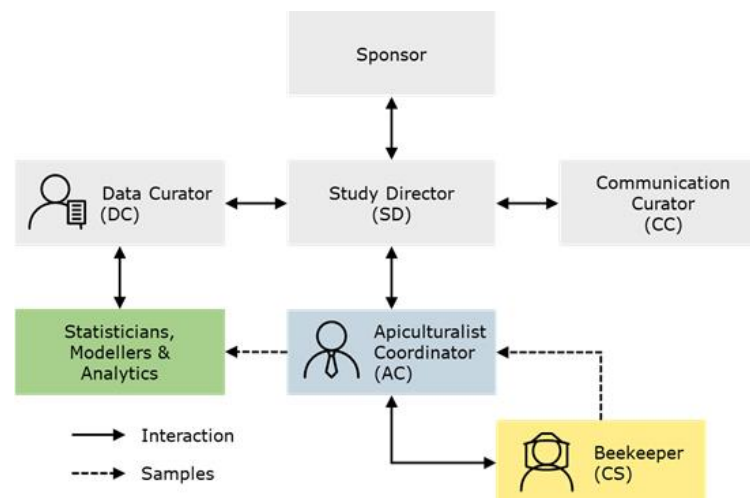 Sponsor
Data Curator
(DC)
Study Director
(SD)
Communication
Curator
(CC)
Statisticians,
Modellers &
Analytics
Apiculturalist
Coordinator
(AC)
Interaction
Samples
Beekeeper
(CS)